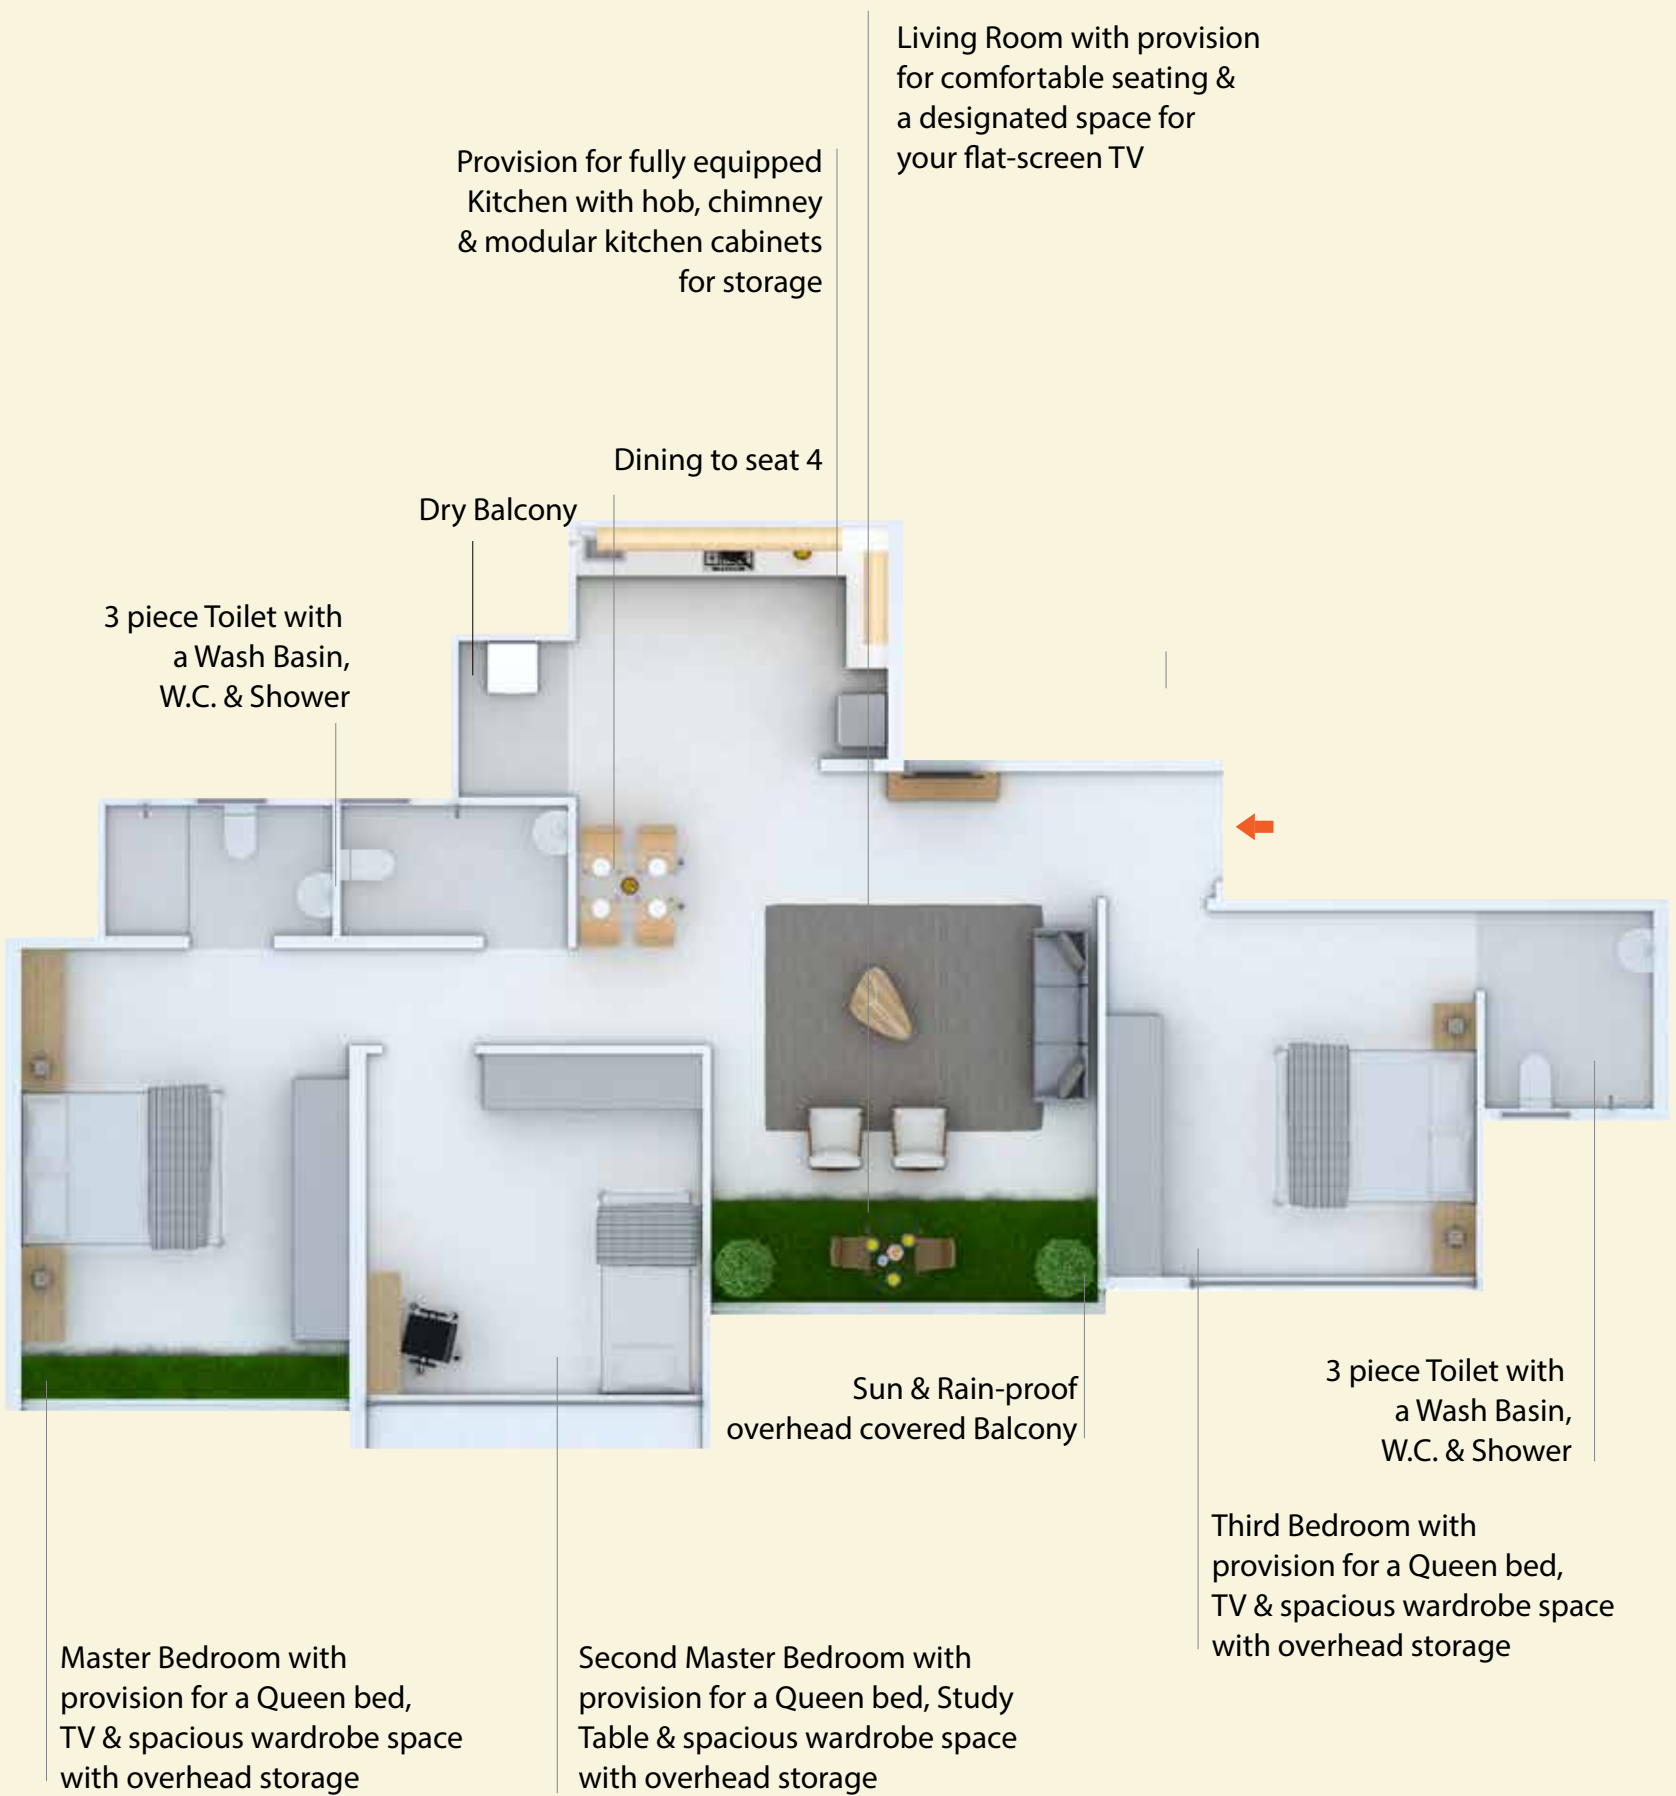 Living Room with provision
for comfortable seating &
a designated space for
your flat-screen TV
Provision for fully equipped
Kitchen with hob, chimney
& modular kitchen cabinets
for storage
Dining to seat 4
Dry Balcony
3 piece Toilet with
a Wash Basin,
W.C. & Shower
Sun & Rain-proof
overhead covered Balcony
3 piece Toilet with
a Wash Basin,
W.C. & Shower
Third Bedroom with
provision for a Queen bed,
TV & spacious wardrobe space
with overhead storage
Master Bedroom with
provision for a Queen bed,
TV & spacious wardrobe space
with overhead storage
Second Master Bedroom with
provision for a Queen bed, Study
Table & spacious wardrobe space
with overhead storage